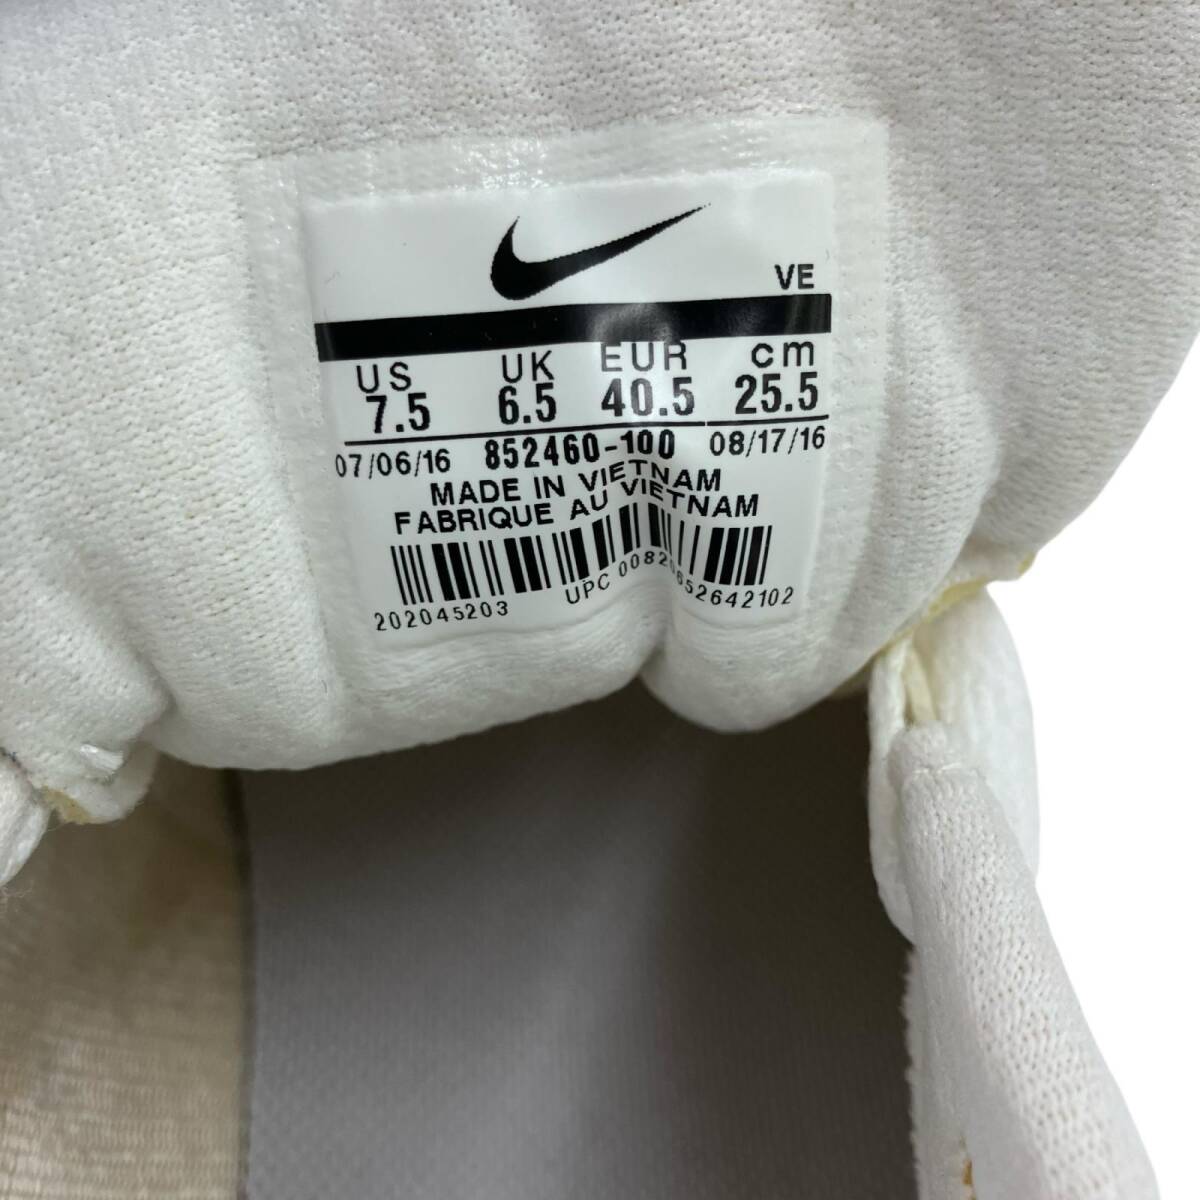 VE
US UK EUR cm
7.5 6.5 40.5 25.5
07/06/16 852460-100 08/17/16
MADE IN VIETNAM
FABRIQUE AU VIETNAM
202045203 UPC